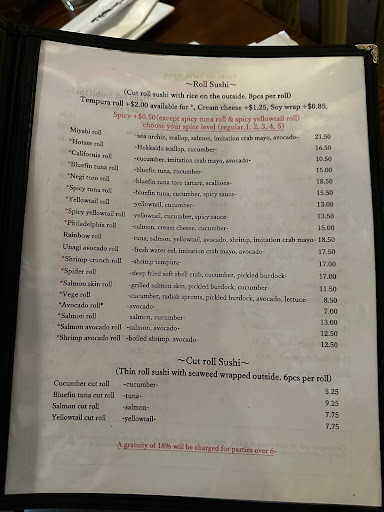 ~Roll Sushi~
(Cut roll sushi with rice on the outside. 8pcs per roll)
Tempura roll +$2.00 available for *, Cream cheese +$1.25, Soy wrap +$0.85,
Spicy +$0.50(except spicy tuna roll & spicy yellowtail roll)
choose your spice level (regular,1, 2, 3, 4, 5)
Miyabi roll -sea urchin, scallop, salmon, imitation crab mayo, avocado- 21.50
*Hotate roll -Hokkaido scallop, cucumber- 16.50
*California roll -cucumber, imitation crab mayo, avocado- 10.50
*Bluefin tuna roll -bluefin tuna, cucumber- 15.00
*Negi toro roll -bluefin toro tartare, scallions- 18.50
*Spicy tuna roll -bluefin tuna, cucumber, spicy sauce- 15.50
*Yellowtail roll -yellowtail, cucumber- 13.00
*Spicy yellowtail roll -yellowtail, cucumber, spicy sauce- 13.50
*Philadelphia roll -salmon, cream cheese, cucumber- 15.00
Rainbow roll -tuna, salmon, yellowtail, avocado, shrimp, imitation crab mayo- 18.50
Unagi avocado roll -fresh water eel, imitation crab mayo, avocado- 17.50
*Shrimp crunch roll -shrimp tempura- 17.00
*Spider roll -deep fried soft shell crab, cucumber, pickled burdock- 17.00
*Salmon skin roll -grilled salmon skin, pickled burdock, cucumber- 11.50
*Vege roll -cucumber, radish sprouts, pickled burdock, avocado, lettuce- 8.50
*Avocado roll* -avocado- 7.00
*Salmon roll -salmon, cucumber- 13.00
*Salmon avocado roll -salmon, avocado- 12.50
*Shrimp avocado roll -boiled shrimp, avocado- 12.50
~Cut roll Sushi~
(Thin roll sushi with seaweed wrapped outside. 6pcs per roll)
Cucumber cut roll -cucumber- 5.25
Bluefin tuna cut roll -tuna- 9.25
Salmon cut roll -salmon- 7.75
Yellowtail cut roll -yellowtail- 7.75
-A gratuity of 18% will be charged for parties over 6-